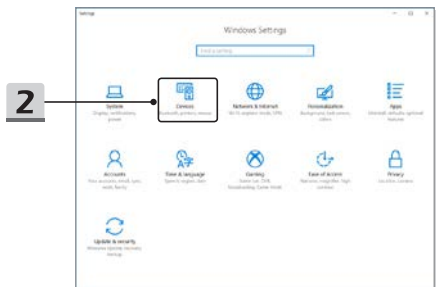 Settings
Windows Settings
Find a setting
2
System
Display, notifications,
power
Devices
Bluetooth, printers, mouse
Network & Internet
Wi-Fi, airplane mode, VPN
Personalization
Background, lock screen,
colors
Apps
Uninstall, defaults, optional
features
Accounts
Your accounts, email, sync,
work, family
Time & language
Speech, region, date
Gaming
Game bar, DVR,
broadcasting, Game Mode
Ease of Access
Narrator, magnifier, high
contrast
Privacy
Location, camera
Update & security
Windows Update, recovery,
backup